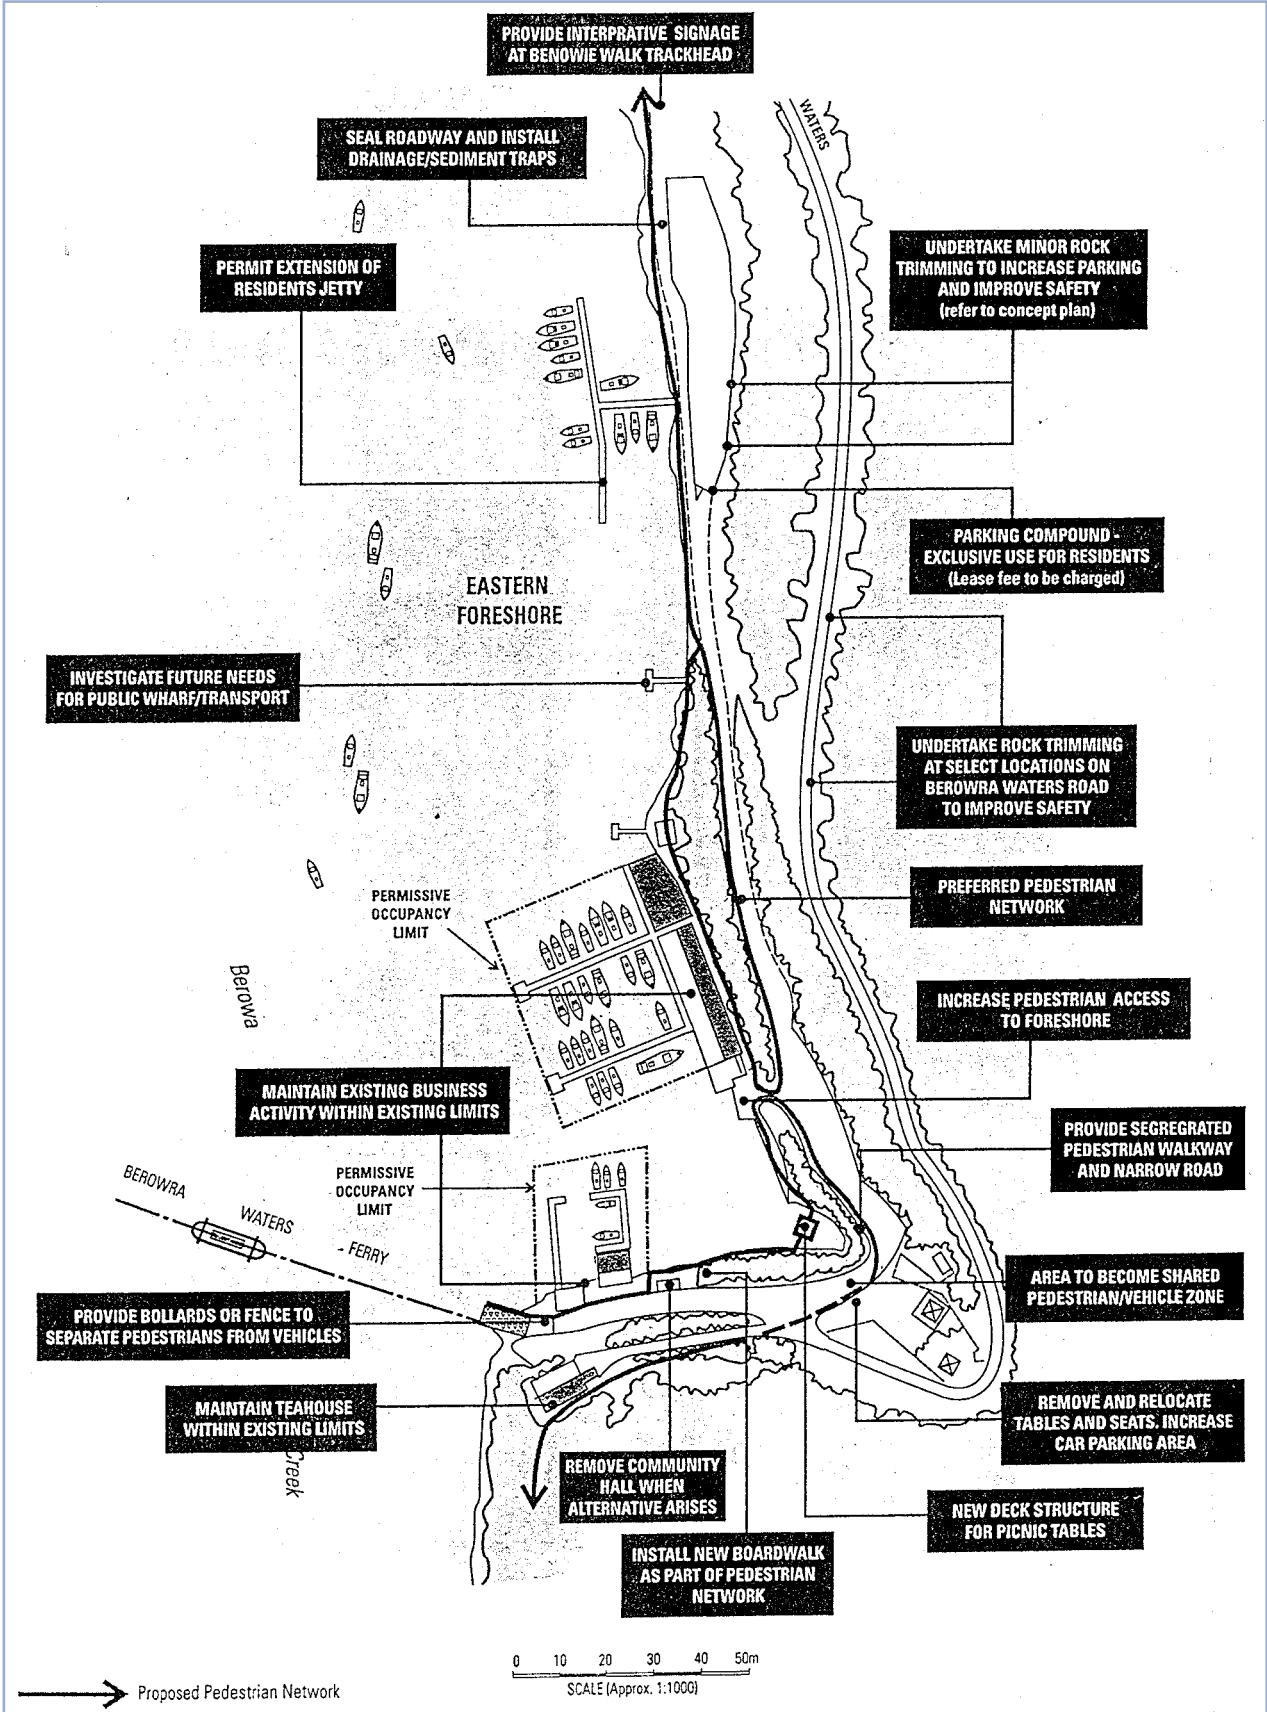 PROVIDE INTERPRATIVE SIGNAGE
AT BENOWIE WALK TRACKHEAD
WATERS
SEAL ROADWAY AND INSTALL
DRAINAGE/SEDIMENT TRAPS
UNDERTAKE MINOR ROCK
TRIMMING TO INCREASE PARKING
AND IMPROVE SAFETY
(refer to concept plan)
PERMIT EXTENSION OF
RESIDENTS JETTY
PARKING COMPOUND -
EXCLUSIVE USE FOR RESIDENTS
(Lease fee to be charged)
EASTERN
FORESHORE
INVESTIGATE FUTURE NEEDS
FOR PUBLIC WHARF/TRANSPORT
UNDERTAKE ROCK TRIMMING
AT SELECT LOCATIONS ON
BEROWRA WATERS ROAD
TO IMPROVE SAFETY
PREFERRED PEDESTRIAN
NETWORK
PERMISSIVE
OCCUPANCY
LIMIT
Berowa
INCREASE PEDESTRIAN ACCESS
TO FORESHORE
MAINTAIN EXISTING BUSINESS
ACTIVITY WITHIN EXISTING LIMITS
PROVIDE SEGREGRATED
PEDESTRIAN WALKWAY
AND NARROW ROAD
PERMISSIVE
OCCUPANCY
LIMIT
BEROWRA
WATERS
FERRY
AREA TO BECOME SHARED
PEDESTRIAN/VEHICLE ZONE
PROVIDE BOLLARDS OR FENCE TO
SEPARATE PEDESTRIANS FROM VEHICLES
MAINTAIN TEAHOUSE
WITHIN EXISTING LIMITS
REMOVE AND RELOCATE
TABLES AND SEATS. INCREASE
CAR PARKING AREA
Creek
REMOVE COMMUNITY
HALL WHEN
ALTERNATIVE ARISES
NEW DECK STRUCTURE
FOR PICNIC TABLES
INSTALL NEW BOARDWALK
AS PART OF PEDESTRIAN
NETWORK
0 10 20 30 40 50m
SCALE (Approx. 1:1000)
Proposed Pedestrian Network